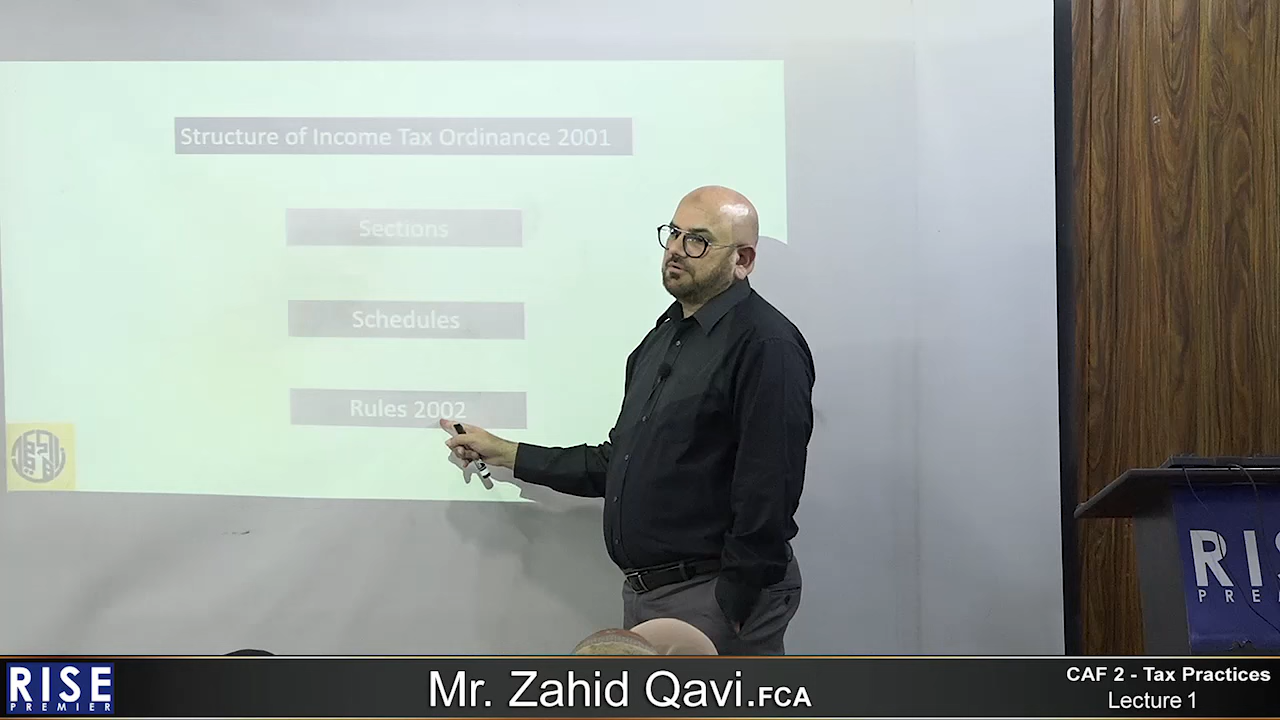 Structure of Income Tax Ordinance 2001
Sections
Schedules
Rules 2002
RIS
PREM
RISE
PREMIER
Mr. Zahid Qavi.FCA
CAF 2 - Tax Practices
Lecture 1